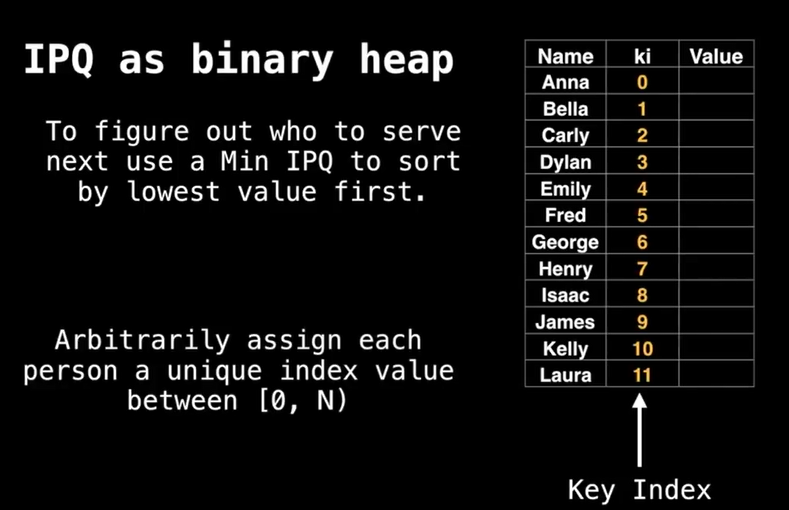 IPQ as binary heap
To figure out who to serve
next use a Min IPQ to sort
by lowest value first.
Arbitrarily assign each
person a unique index value
between [0, N)
Name ki Value
Anna 0
Bella 1
Carly 2
Dylan 3
Emily 4
Fred 5
George 6
Henry 7
Isaac 8
James 9
Kelly 10
Laura 11
Key Index